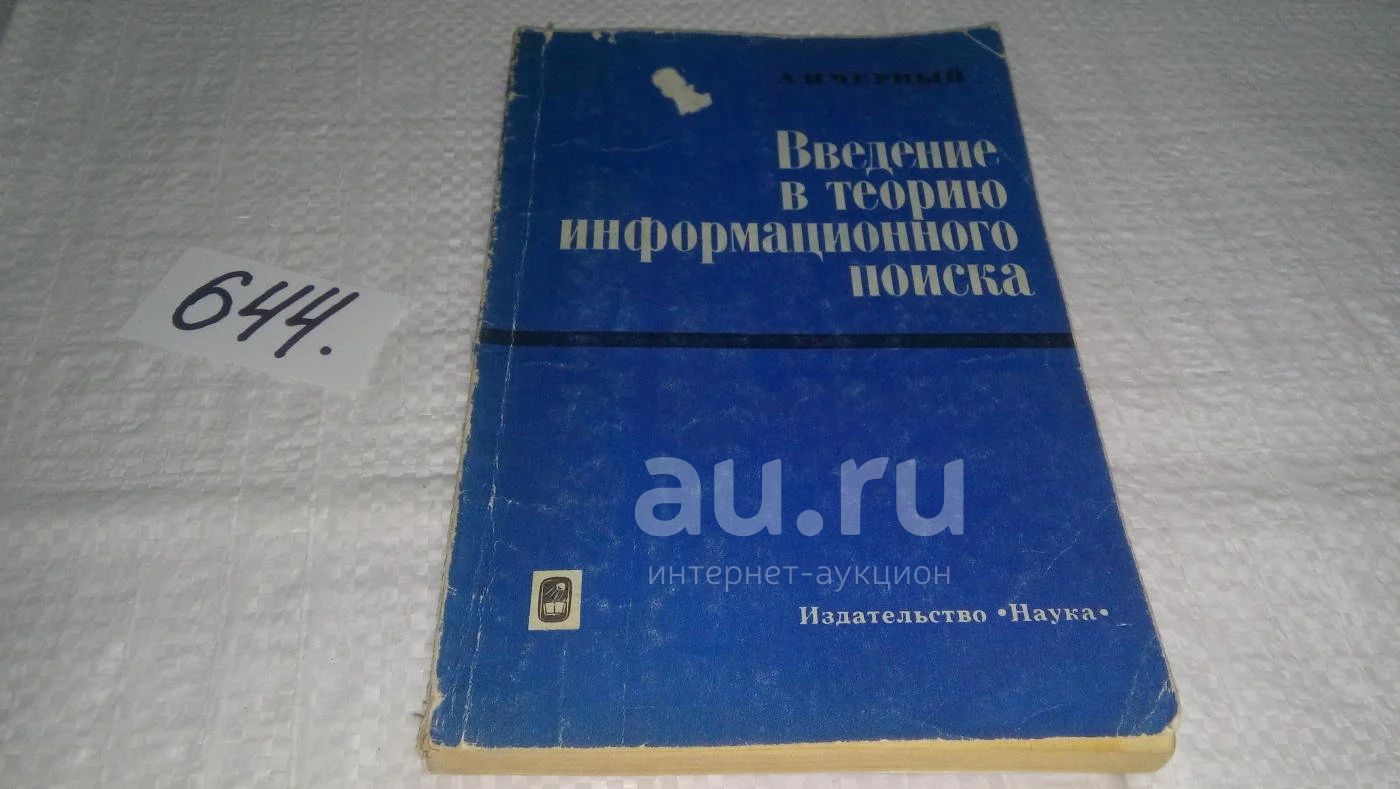 А. И. ЧЕРНЫЙ
Введение
в теорию
информационного
поиска
644.
au.ru
интернет-аукцион
Издательство •Наука•